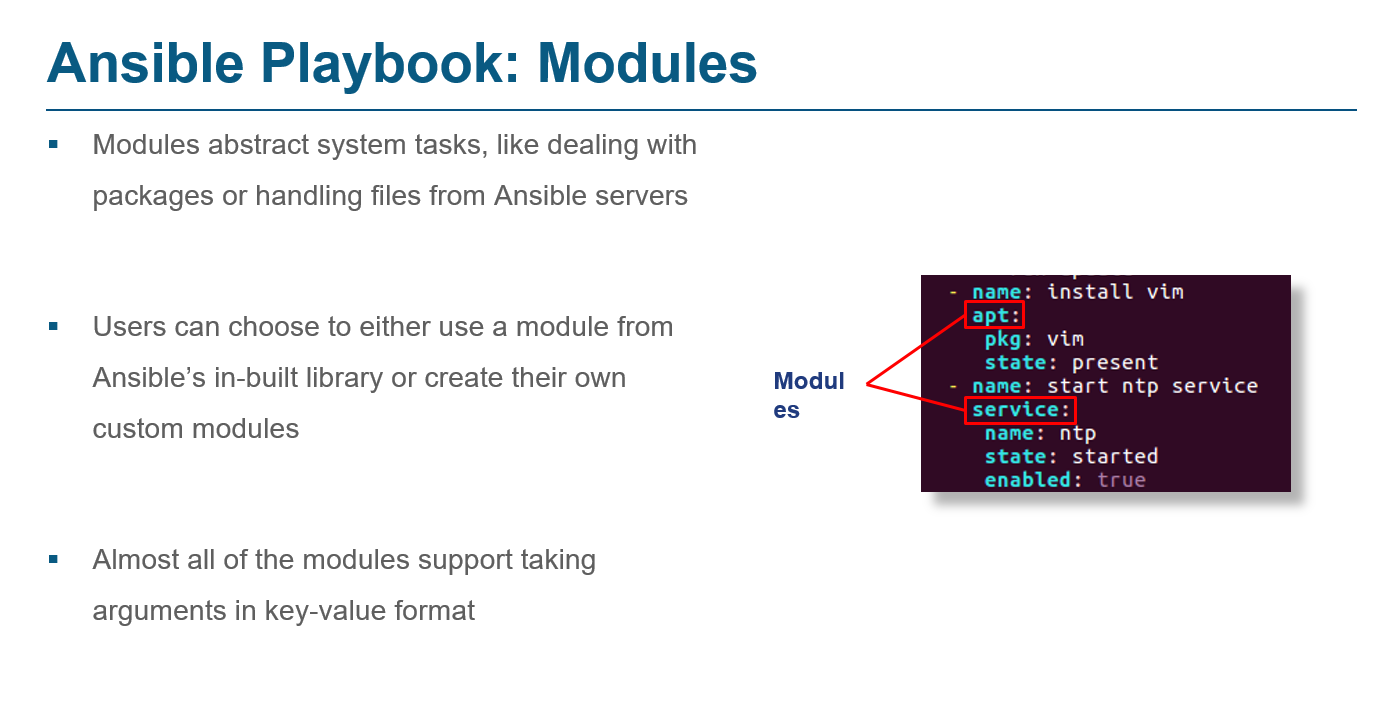 Ansible Playbook: Modules
▪ Modules abstract system tasks, like dealing with
packages or handling files from Ansible servers
▪ Users can choose to either use a module from
Ansible’s in-built library or create their own
custom modules
▪ Almost all of the modules support taking
arguments in key-value format
Modul
es
- name: install vim
apt:
pkg: vim
state: present
- name: start ntp service
service:
name: ntp
state: started
enabled: true